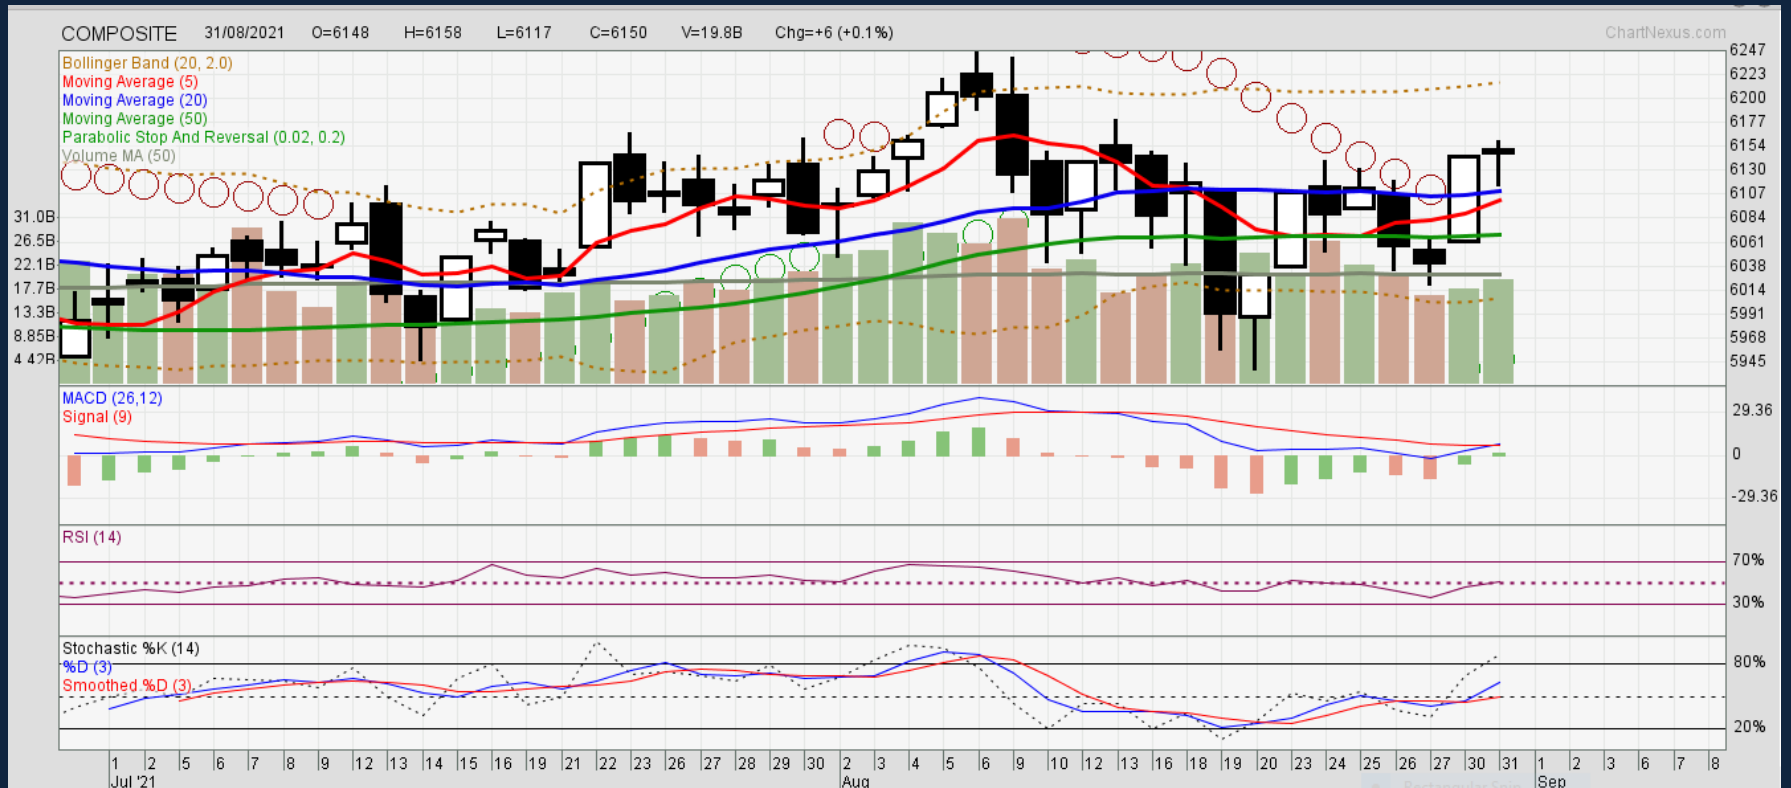 COMPOSITE 31/08/2021 O=6148 H=6158 L=6117 C=6150 V=19.8B Chg=+6 (+0.1%) ChartNexus.com
Bollinger Band (20, 2.0)
Moving Average (5)
Moving Average (20)
Moving Average (50)
Parabolic Stop And Reversal (0.02, 0.2)
Volume MA (50)
6247
6223
6200
6177
6154
6130
6107
31.0B 6084
26.5B 6061
22.1B 6038
17.7B 6014
13.3B 5991
8.85B 5968
4.42B 5945
MACD (26,12)
Signal (9)
29.36
0
-29.36
RSI (14)
70%
30%
Stochastic %K (14)
%D (3)
Smoothed %D (3)
80%
20%
1 2 5 6 7 8 9 12 13 14 15 16 19 21 22 23 26 27 28 29 30 2 3 4 5 6 9 10 12 13 16 18 19 20 23 24 25 26 27 30 31 1 2 3 6 7 8
Jul '21 Aug Sep